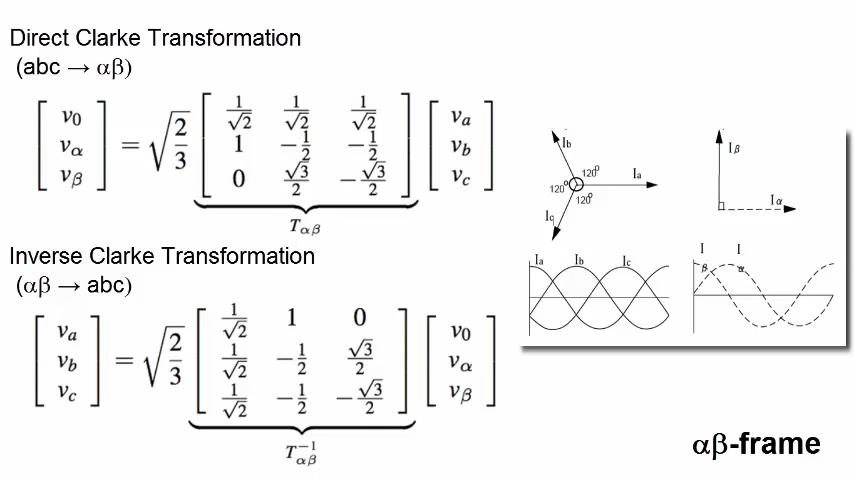 Direct Clarke Transformation
(abc → αβ)
[ v0 vα vβ ] = √2/3 [ 1/√2 1/√2 1/√2
1 -1/2 -1/2
0 √3/2 -√3/2 ] [ va vb vc ]
Tαβ
Inverse Clarke Transformation
(αβ → abc)
[ va vb vc ] = √2/3 [ 1/√2 1 0
1/√2 -1/2 √3/2
1/√2 -1/2 -√3/2 ] [ v0 vα vβ ]
Tαβ⁻¹
Ib
120°
Ia
120°
120°
Ic
Iβ
Iα
Ia Ib Ic
I I
β α
αβ-frame